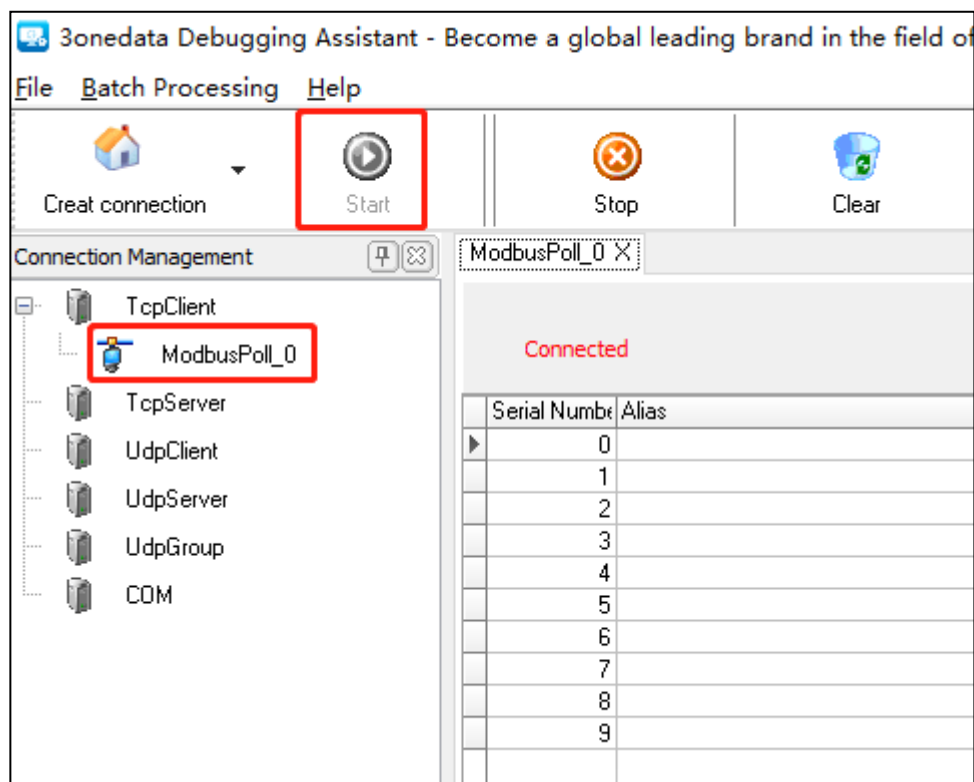 3onedata Debugging Assistant - Become a global leading brand in the field of
File Batch Processing Help
Creat connection Start Stop Clear
Connection Management
ModbusPoll_0
TcpClient
ModbusPoll_0
TcpServer
UdpClient
UdpServer
UdpGroup
COM
Connected
Serial Numbe Alias
0
1
2
3
4
5
6
7
8
9